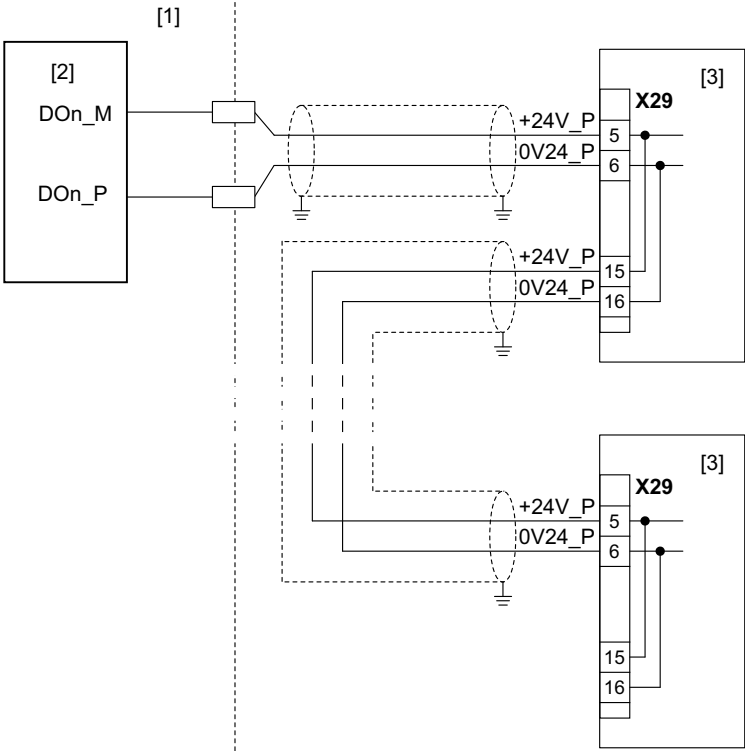 [1]
[2]
DOn_M
DOn_P
[3]
X29
+24V_P
5
0V24_P
6
+24V_P
15
0V24_P
16
[3]
X29
+24V_P
5
0V24_P
6
15
16